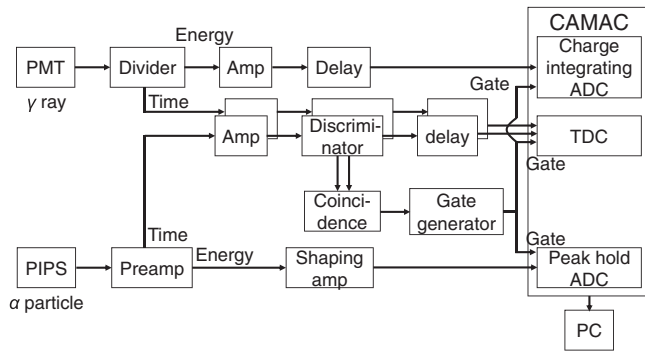 CAMAC
Energy
PMT
Divider
Amp
Delay
Charge
integrating
ADC
γ ray
Time
Gate
Amp
Discrimi-
nator
delay
TDC
Gate
Coinci-
dence
Gate
generator
Time
Energy
Gate
PIPS
Preamp
Shaping
amp
Peak hold
ADC
α particle
PC